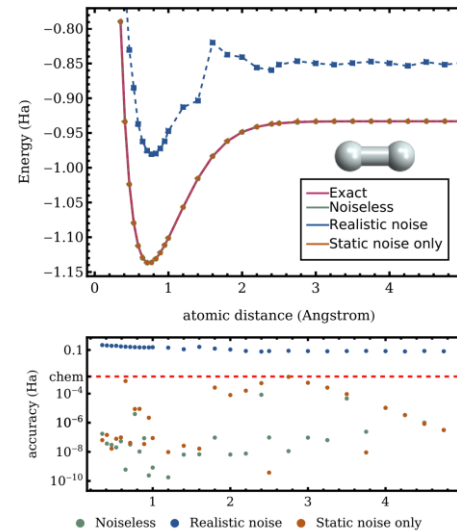 −0.80
−0.85
−0.90
−0.95
−1.00
−1.05
−1.10
−1.15
Energy (Ha)
0 1 2 3 4
atomic distance (Angstrom)
Exact
Noiseless
Realistic noise
Static noise only
0.1
chem
10⁻⁴
10⁻⁶
10⁻⁸
10⁻¹⁰
accuracy (Ha)
1 2 3 4
Noiseless Realistic noise Static noise only